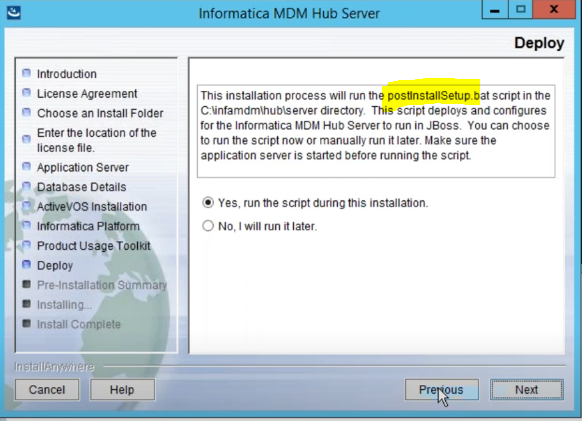 Informatica MDM Hub Server
Deploy
Introduction
License Agreement
Choose an Install Folder
Enter the location of the
license file.
Application Server
Database Details
ActiveVOS Installation
Informatica Platform
Product Usage Toolkit
Deploy
Pre-Installation Summary
Installing...
Install Complete
This installation process will run the postInstallSetup.bat script in the
C:\infamdm\hub\server directory. This script deploys and configures
for the Informatica MDM Hub Server to run in JBoss. You can choose
to run the script now or manually run it later. Make sure the
application server is started before running the script.
Yes, run the script during this installation.
No, I will run it later.
InstallAnywhere
Cancel
Help
Previous
Next